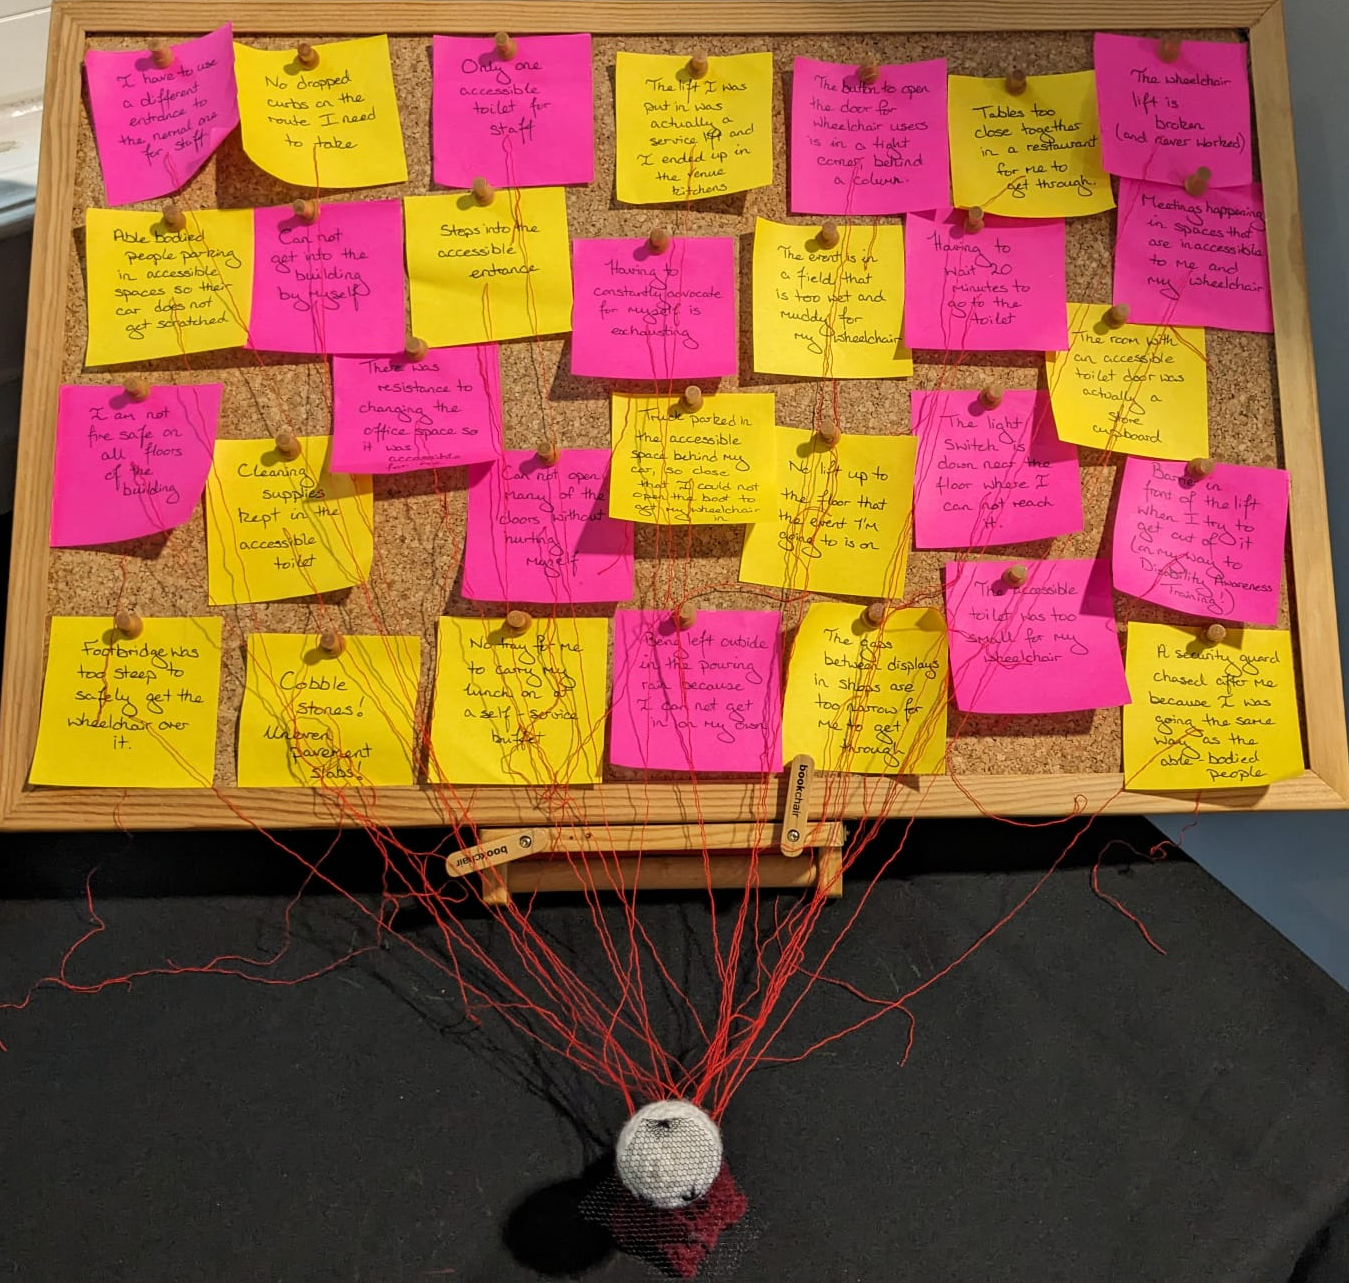 I have to use
a different
entrance to
the normal one
for staff
No dropped
curbs on the
route I need
to take
Only one
accessible
toilet for
staff
The lift I was
put in was
actually a
service lift and
I ended up in
the venue
kitchens
The button to open
the door for
wheelchair users
is in a tight
corner, behind
a column.
Tables too
close together
in a restaurant
for me to
get through.
The wheelchair
lift is
broken
(and never worked)
Able bodied
people parking
in accessible
spaces so their
car does not
get scratched
Can not
get into the
building
by myself
Steps into the
accessible
entrance
Having to
constantly advocate
for myself is
exhausting
The event is in
a field that
is too wet and
muddy for
my wheelchair
Having to
wait 20
minutes to
go to the
toilet
Meetings happening
in spaces that
are inaccessible
to me and
my wheelchair
The room with
an accessible
toilet door was
actually a
store
cupboard
I am not
fire safe on
all floors
of the
building
Cleaning
supplies
kept in the
accessible
toilet
There was
resistance to
changing the
office space so
it was
accessible
for me
Can not open
many of the
doors without
hurting
myself
Truck parked in
the accessible
space behind my
car, so close
that I could not
open the boot to
get my wheelchair
in
No lift up to
the floor that
the event I'm
going to is on
The light
switch is
down near the
floor where I
can not reach
it.
Barrier in
front of the lift
when I try to
get out of it
(on my way to
Disability Awareness
Training!)
Footbridge was
too steep to
safely get the
wheelchair over
it.
Cobble
stones!
Uneven
pavement
slabs!
No tray for me
to carry my
lunch on at
a self-service
buffet
Being left outside
in the pouring
rain because
I can not get
in on my own
The gaps
between displays
in shops are
too narrow for
me to get
through
The accessible
toilet was too
small for my
wheelchair
A security guard
chased after me
because I was
going the same
way as the
able-bodied
people
bookchair
bookchair